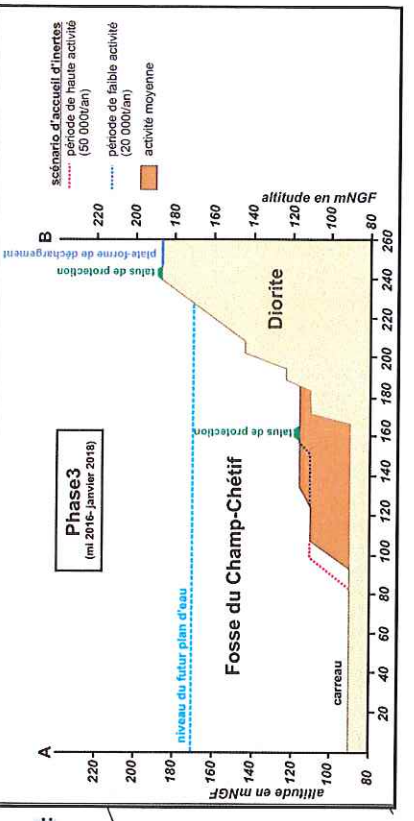 Phase3
(mi 2016- janvier 2018)
scénario d'accueil d'inertes
période de haute activité
(50 000t/an)
période de faible activité
(20 000t/an)
activité moyenne
A
B
altitude en mNGF
220
200
180
160
140
120
100
80
altitude en mNGF
220
200
180
160
140
120
100
80
niveau du futur plan d'eau
Fosse du Champ-Chétif
talus de protection
talus de protection
plate-forme de déchargement
Diorite
carreau
20
40
60
80
100
120
140
160
180
200
220
240
260